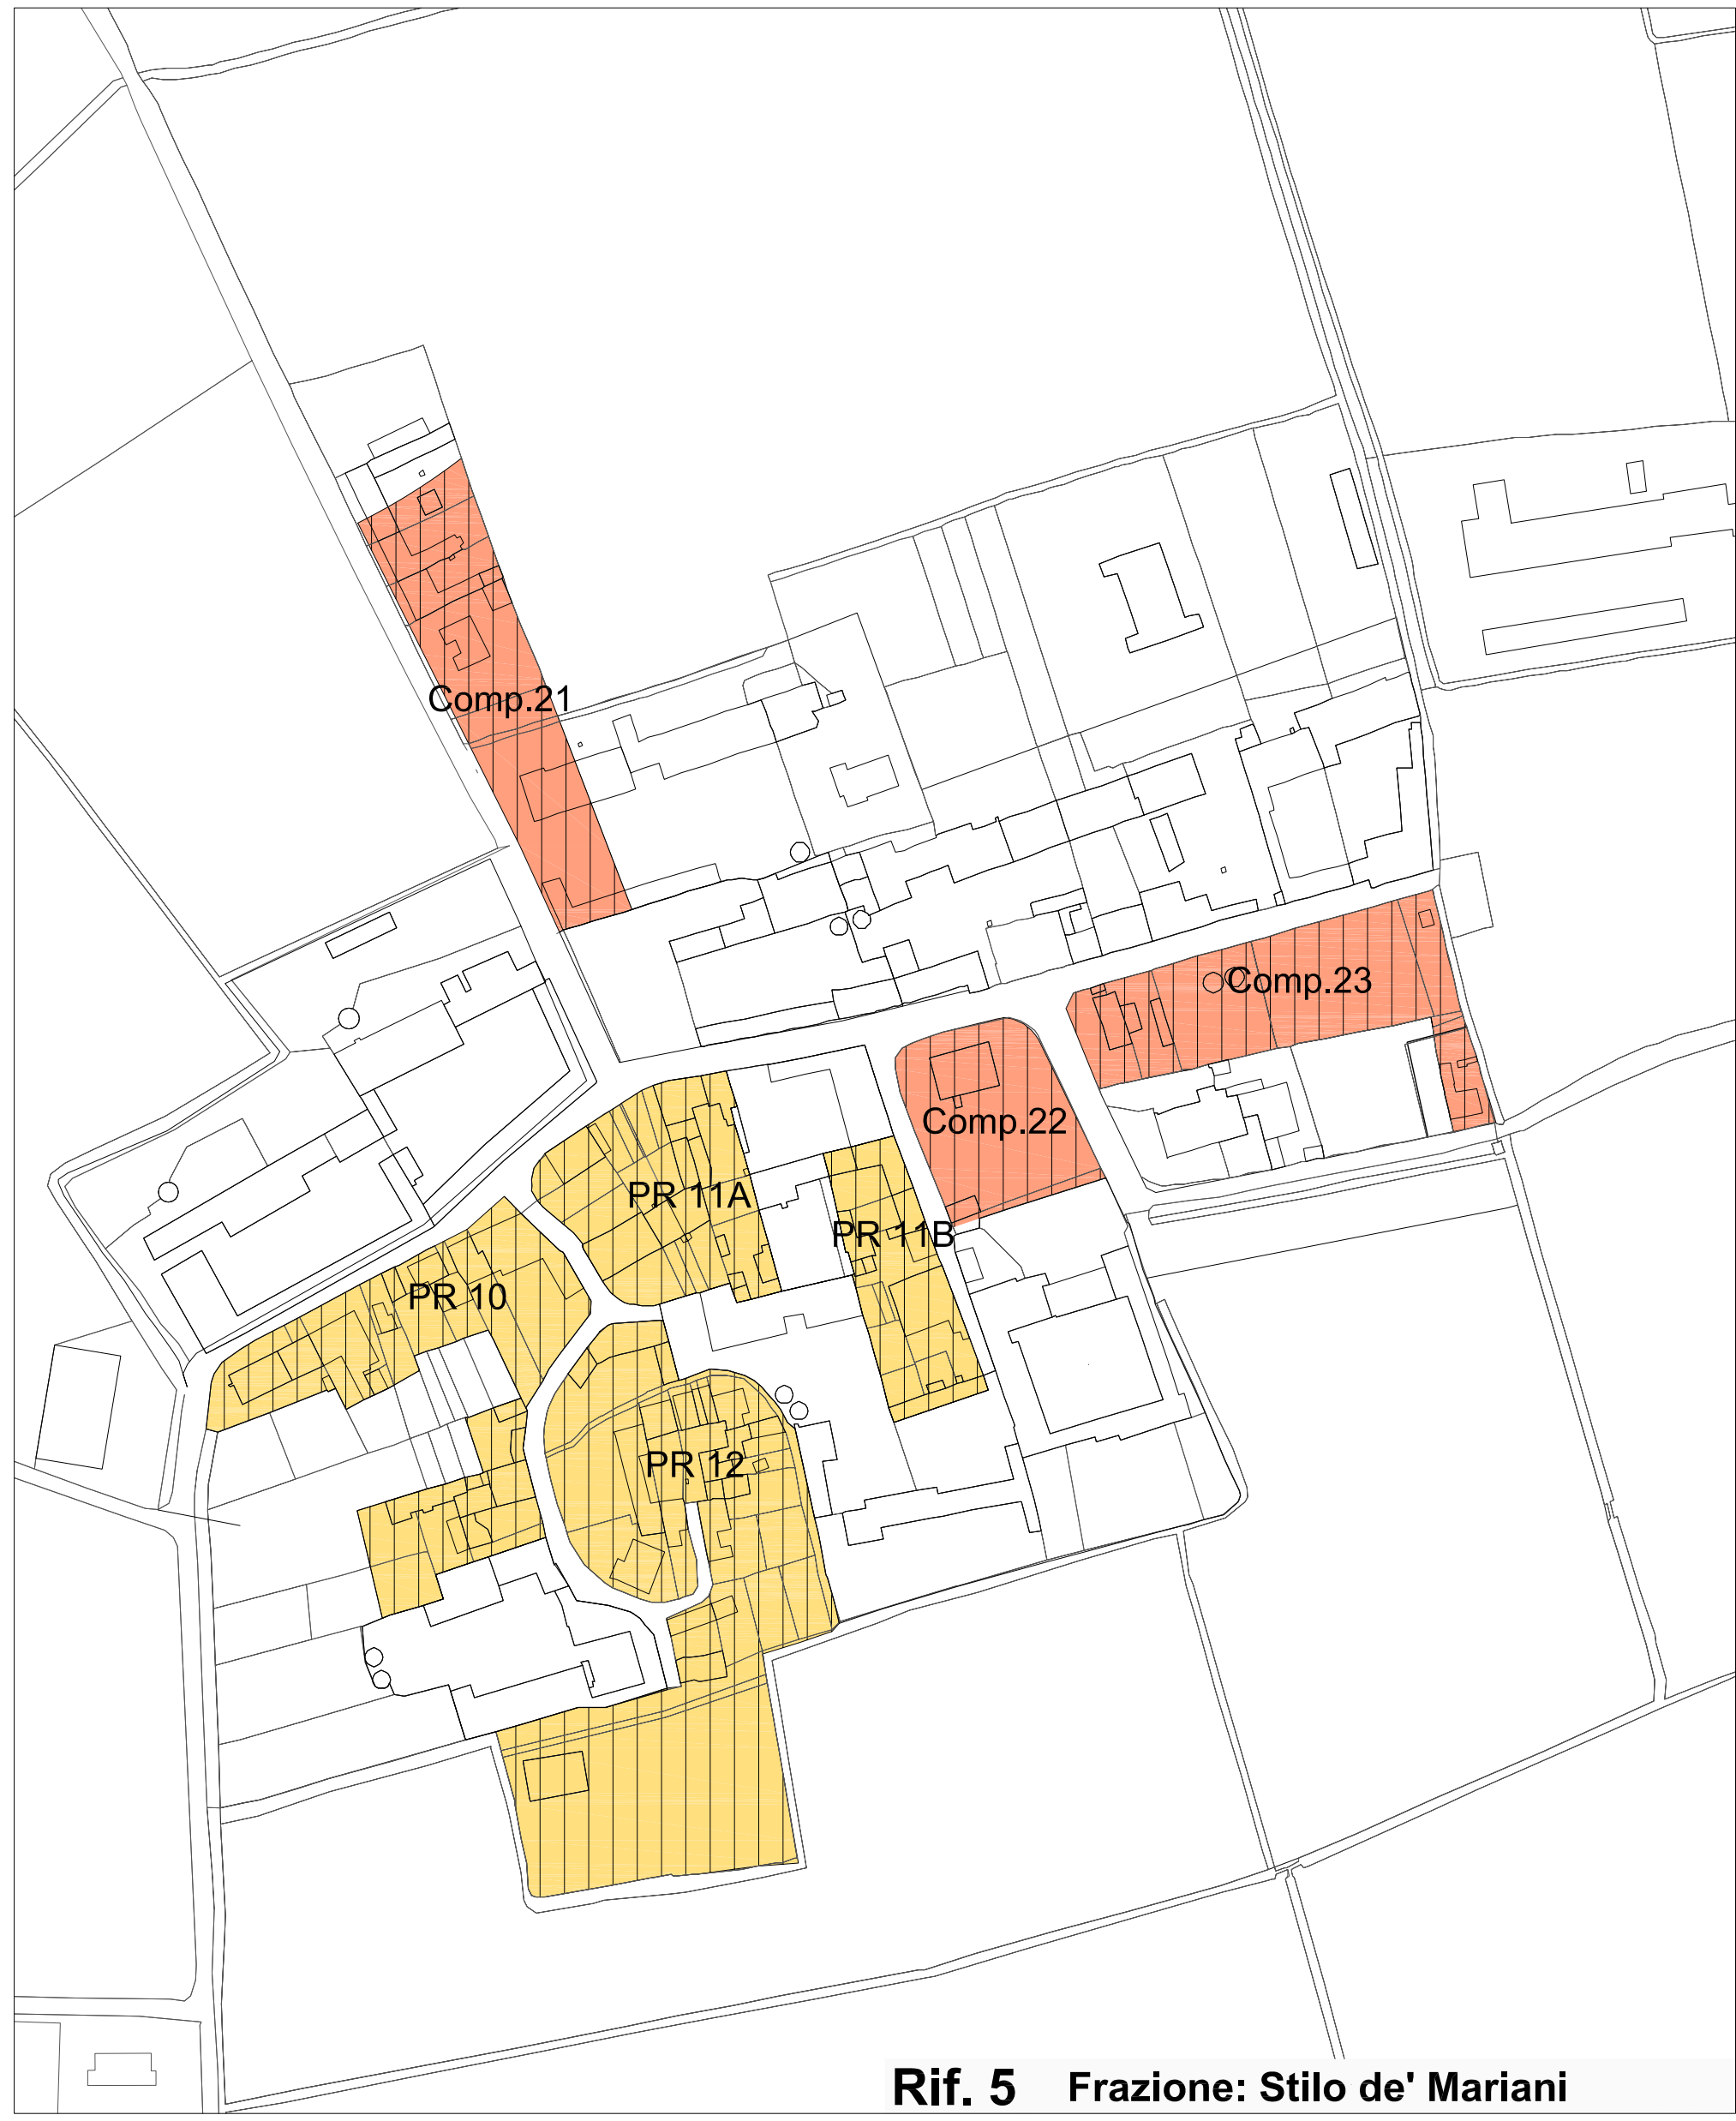 Comp.21
Comp.23
Comp.22
PR 11A
PR 11B
PR 10
PR 12
Rif. 5 Frazione: Stilo de' Mariani